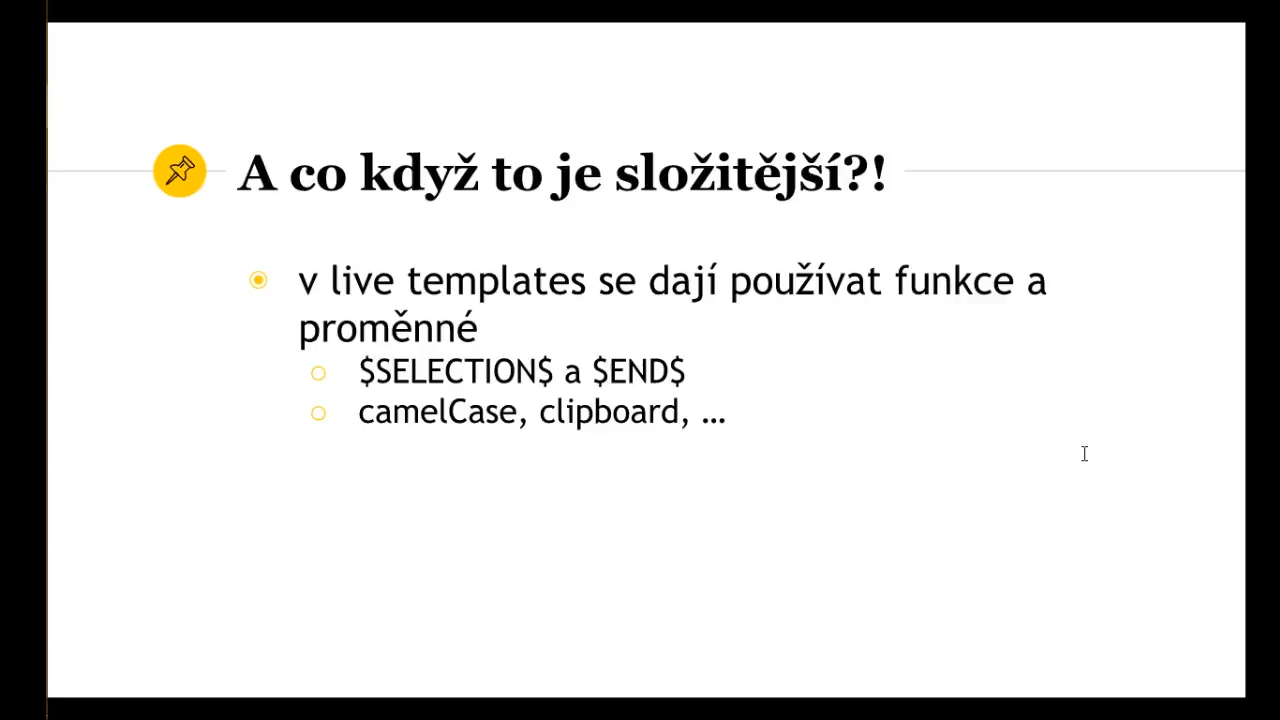 A co když to je složitější?!
v live templates se dají používat funkce a
proměnné
$SELECTION$ a $END$
camelCase, clipboard, …